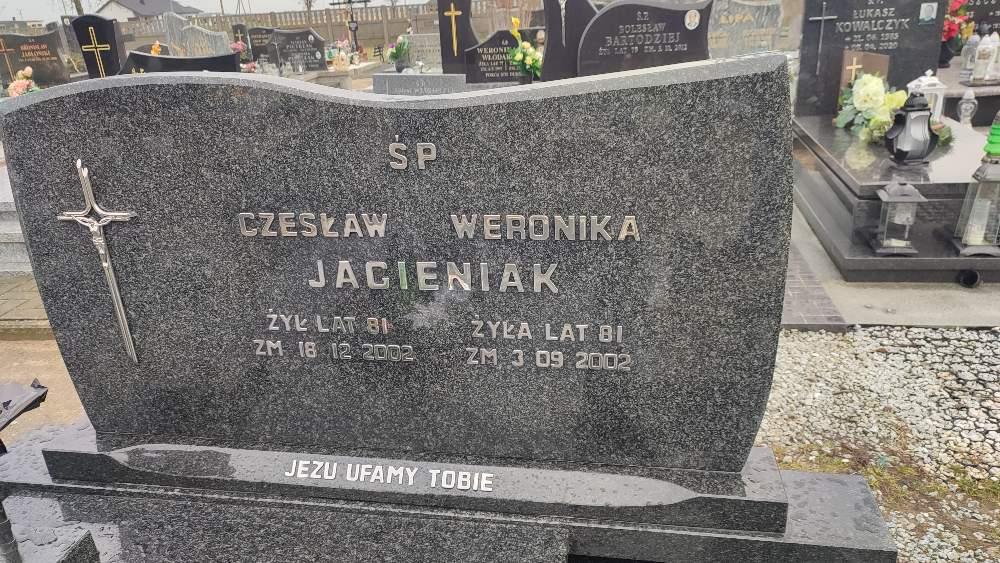 ŚP
CZESŁAW WERONIKA
JAGIENIAK
ŻYŁ LAT 81 ŻYŁA LAT 81
ZM 18 12 2002 ZM 3 09 2002
JEZU UFAMY TOBIE
BOLESŁAW
BARTODZIEJ
ŁUKASZ
KOWALCZYK